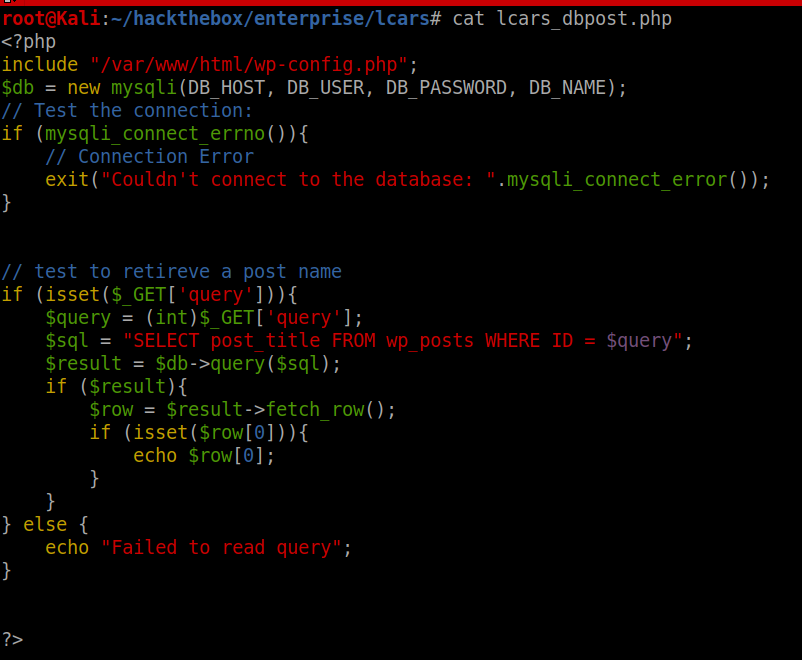 root@Kali:~/hackthebox/enterprise/lcars# cat lcars_dbpost.php
<?php
include "/var/www/html/wp-config.php";
$db = new mysqli(DB_HOST, DB_USER, DB_PASSWORD, DB_NAME);
// Test the connection:
if (mysqli_connect_errno()){
    // Connection Error
    exit("Couldn't connect to the database: ".mysqli_connect_error());
}
// test to retireve a post name
if (isset($_GET['query'])){
    $query = (int)$_GET['query'];
    $sql = "SELECT post_title FROM wp_posts WHERE ID = $query";
    $result = $db->query($sql);
    if ($result){
        $row = $result->fetch_row();
        if (isset($row[0])){
            echo $row[0];
        }
    }
} else {
    echo "Failed to read query";
}
?>